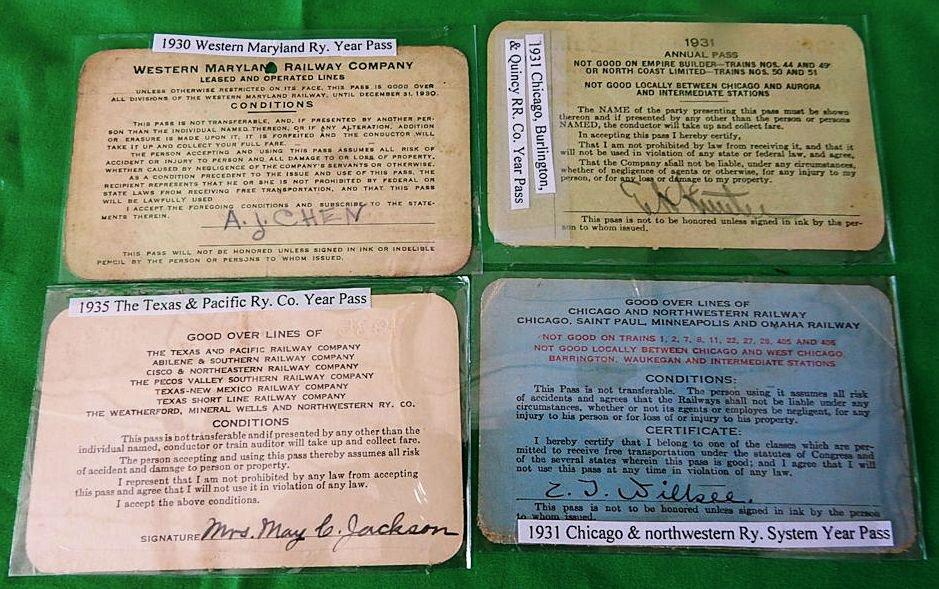 1930 Western Maryland Ry. Year Pass
WESTERN MARYLAND RAILWAY COMPANY
LEASED AND OPERATED LINES
UNLESS OTHERWISE RESTRICTED ON ITS FACE, THIS PASS IS GOOD OVER
ALL DIVISIONS OF THE WESTERN MARYLAND RAILWAY, UNTIL DECEMBER 31, 1930.
CONDITIONS
THIS PASS IS NOT TRANSFERABLE, AND, IF PRESENTED BY ANOTHER PER-
SON THAN THE INDIVIDUAL NAMED THEREON, OR IF ANY ALTERATION, ADDITION
OR ERASURE IS MADE UPON IT, IT IS FORFEITED AND THE CONDUCTOR WILL
TAKE IT UP AND COLLECT YOUR FULL FARE.
THE PERSON ACCEPTING AND USING THIS PASS ASSUMES ALL RISK OF
ACCIDENT OR INJURY TO PERSON AND ALL DAMAGE TO OR LOSS OF PROPERTY,
WHETHER CAUSED BY NEGLIGENCE OF THE COMPANY'S SERVANTS OR OTHERWISE.
AS A CONDITION PRECEDENT TO THE ISSUE AND USE OF THIS PASS, THE
RECIPIENT REPRESENTS THAT HE OR SHE IS NOT PROHIBITED BY FEDERAL OR
STATE LAWS FROM RECEIVING FREE TRANSPORTATION, AND THAT THIS PASS
WILL BE LAWFULLY USED
I ACCEPT THE FOREGOING CONDITIONS AND SUBSCRIBE TO THE STATE-
MENTS THEREIN.
A. J. CHEN
THIS PASS WILL NOT BE HONORED UNLESS SIGNED IN INK OR INDELIBLE
PENCIL BY THE PERSON OR PERSONS TO WHOM ISSUED.
1931 Chicago, Burlington,
& Quincy RR. Co. Year Pass
1931
ANNUAL PASS
NOT GOOD ON EMPIRE BUILDER—TRAINS NOS. 44 AND 49
OR NORTH COAST LIMITED—TRAINS NOS. 50 AND 51
NOT GOOD LOCALLY BETWEEN CHICAGO AND AURORA
AND INTERMEDIATE STATIONS
The NAME of the party presenting this pass must be shown
thereon and if presented by any other than the person or persons
NAMED, the conductor will take up and collect fare.
In accepting this pass I hereby certify,
That I am not prohibited by law from receiving it, and that it
will not be used in violation of any state or federal law, and agree,
That the Company shall not be liable, under any circumstances,
whether of negligence of agents or otherwise, for any injury to my
person, or for any loss or damage to my property.
This pass is not to be honored unless signed in ink by the per-
son to whom issued.
1935 The Texas & Pacific Ry. Co. Year Pass
GOOD OVER LINES OF
THE TEXAS AND PACIFIC RAILWAY COMPANY
ABILENE & SOUTHERN RAILWAY COMPANY
CISCO & NORTHEASTERN RAILWAY COMPANY
THE PECOS VALLEY SOUTHERN RAILWAY COMPANY
TEXAS-NEW MEXICO RAILWAY COMPANY
TEXAS SHORT LINE RAILWAY COMPANY
THE WEATHERFORD, MINERAL WELLS AND NORTHWESTERN RY. CO.
CONDITIONS
This pass is not transferable and if presented by any other than the
individual named, conductor or train auditor will take up and collect fare.
The person accepting and using this pass thereby assumes all risk
of accident and damage to person or property.
I represent that I am not prohibited by law from accepting
this pass and agree that I will not use it in violation of any law.
I accept the above conditions.
SIGNATURE Mrs. May C. Jackson
GOOD OVER LINES OF
CHICAGO AND NORTHWESTERN RAILWAY
CHICAGO, SAINT PAUL, MINNEAPOLIS AND OMAHA RAILWAY
NOT GOOD ON TRAINS 1, 2, 7, 8, 11, 22, 27, 28, 405 AND 406
NOT GOOD LOCALLY BETWEEN CHICAGO AND WEST CHICAGO,
BARRINGTON, WAUKEGAN AND INTERMEDIATE STATIONS
CONDITIONS:
This Pass is not transferable. The person using it assumes all risk
of accidents and agrees that the Railways shall not be liable under any
circumstances, whether or not its agents or employes be negligent, for any
injury to his person or for loss of or injury to his property.
CERTIFICATE:
I hereby certify that I belong to one of the classes which are per-
mitted to receive free transportation under the statutes of Congress and
of the several states wherein this pass is good; and I agree that I will
not use this pass at any time in violation of any law.
E. J. Willsee.
This pass is not to be honored unless signed in ink by the person
to whom issued.
1931 Chicago & northwestern Ry. System Year Pass